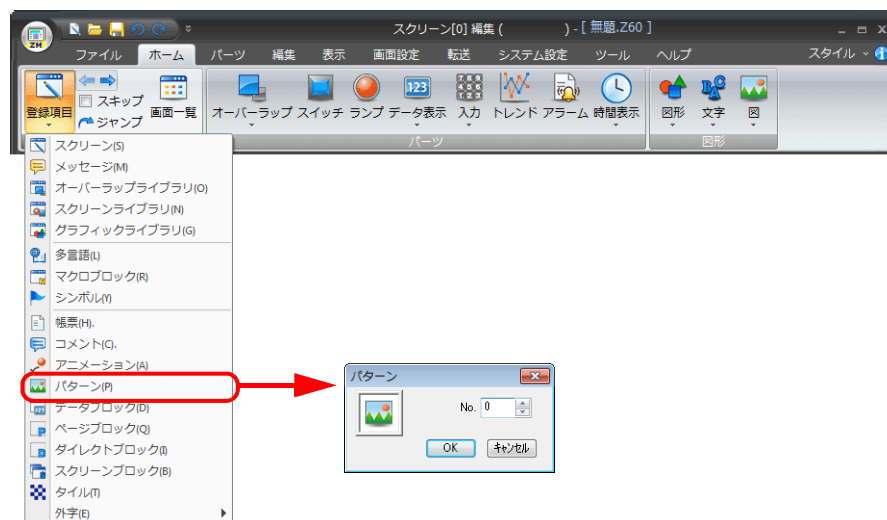 スクリーン[0] 編集 (          ) - [ 無題.Z60 ]
ZM
ファイル ホーム パーツ 編集 表示 画面設定 転送 システム設定 ツール ヘルプ スタイル
登録項目 スキップ ジャンプ 画面一覧 オーバーラップ スイッチ ランプ データ表示 入力 トレンド アラーム 時間表示 図形 文字 図
123
パーツ 図形
スクリーン(S)
メッセージ(M)
オーバーラップライブラリ(O)
スクリーンライブラリ(N)
グラフィックライブラリ(G)
多言語(L)
マクロブロック(R)
シンボル(Y)
帳票(H).
コメント(C).
アニメーション(A)
パターン(P)
データブロック(D)
ページブロック(Q)
ダイレクトブロック(I)
スクリーンブロック(B)
タイル(T)
外字(E)
パターン
No. 0
OK キャンセル